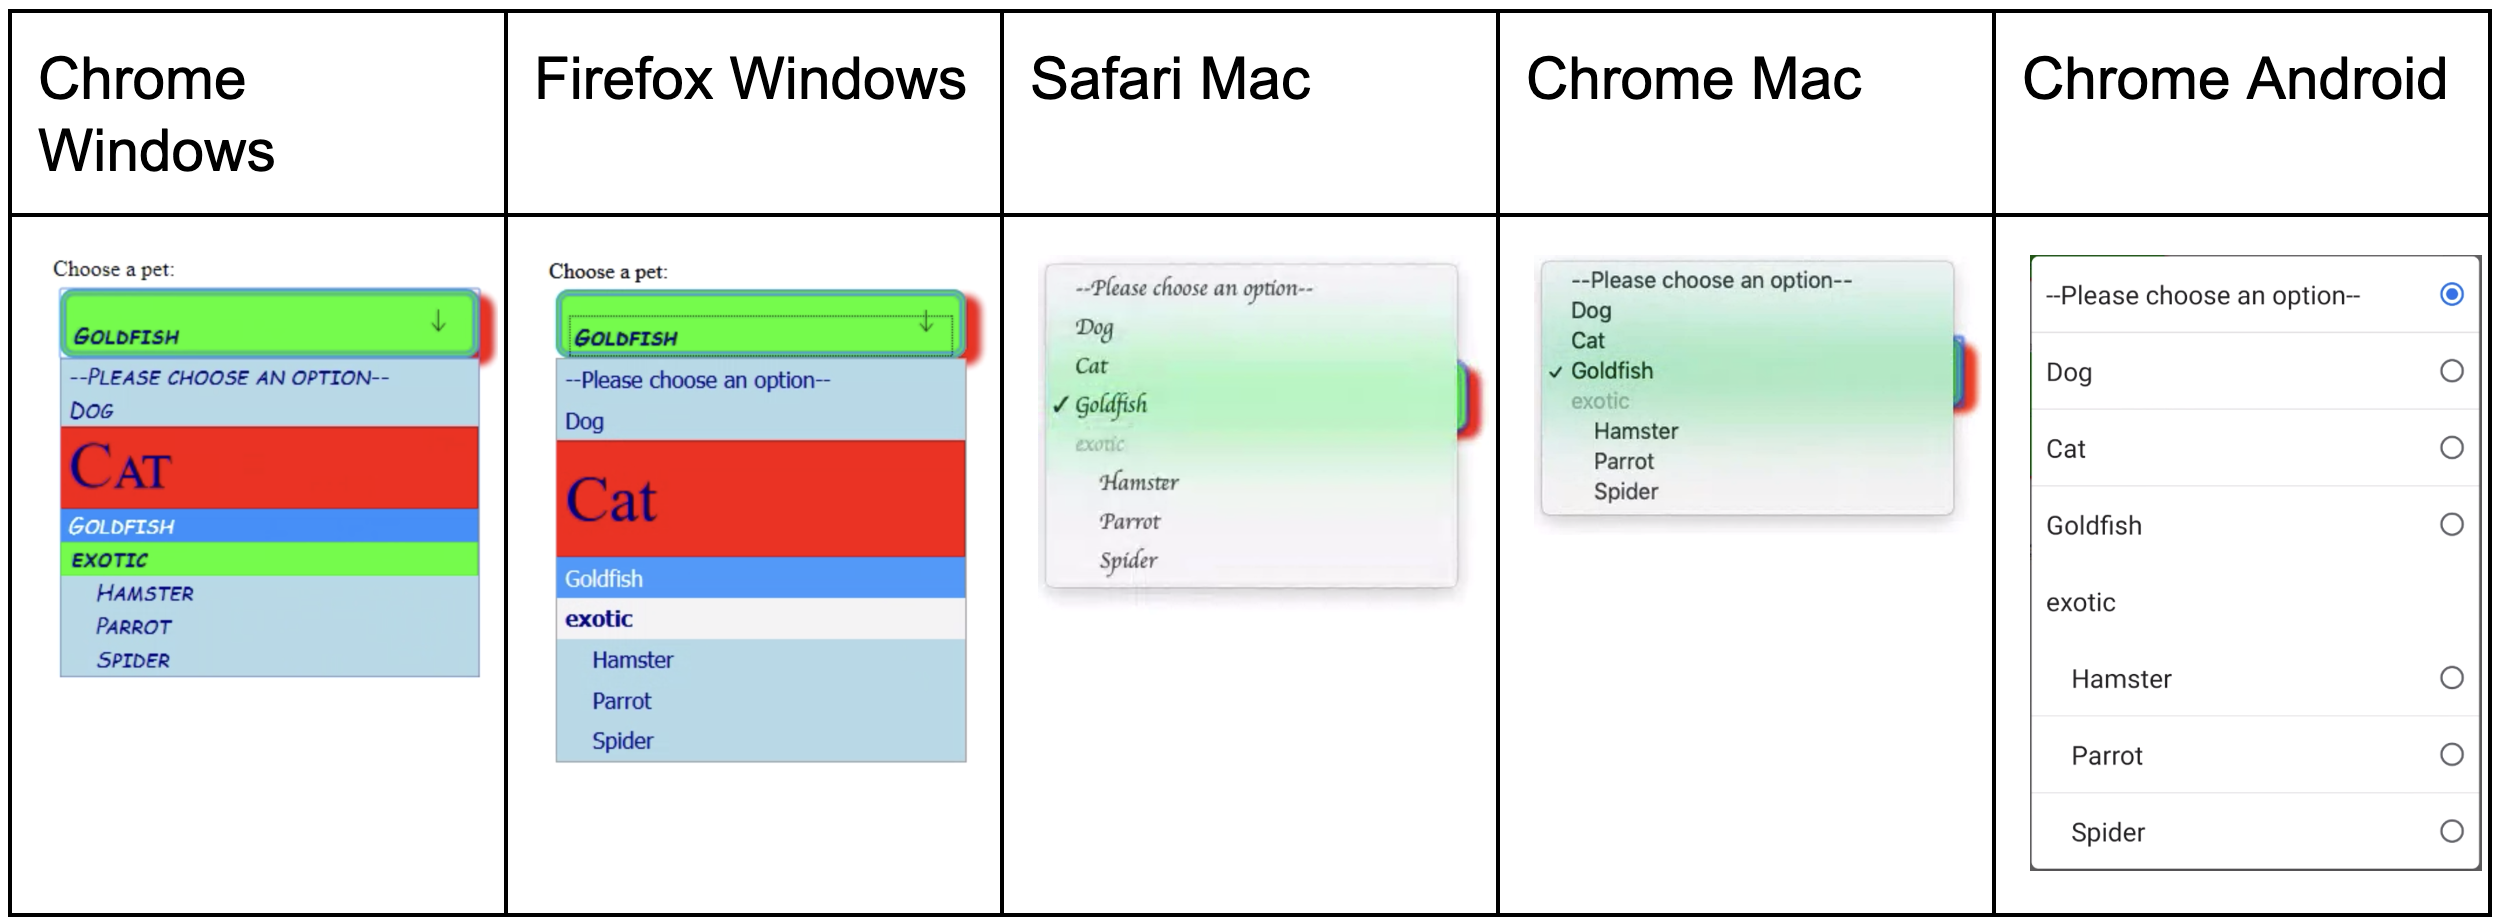 Chrome
Windows
Firefox Windows
Safari Mac
Chrome Mac
Chrome Android
Choose a pet:
GOLDFISH
--PLEASE CHOOSE AN OPTION--
DOG
CAT
GOLDFISH
EXOTIC
HAMSTER
PARROT
SPIDER
Choose a pet:
GOLDFISH
--Please choose an option--
Dog
Cat
Goldfish
exotic
Hamster
Parrot
Spider
--Please choose an option--
Dog
Cat
✓ Goldfish
exotic
Hamster
Parrot
Spider
--Please choose an option--
Dog
Cat
✓ Goldfish
exotic
Hamster
Parrot
Spider
--Please choose an option--
Dog
Cat
Goldfish
exotic
Hamster
Parrot
Spider